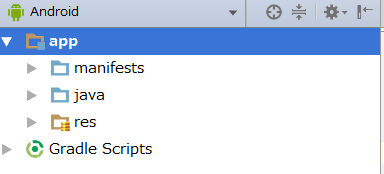 Android
app
manifests
java
res
Gradle Scripts